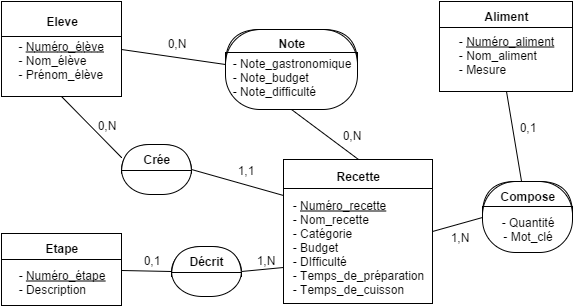 Eleve
- Numéro_élève
- Nom_élève
- Prénom_élève
0,N
Note
- Note_gastronomique
- Note_budget
- Note_difficulté
Aliment
- Numéro_aliment
- Nom_aliment
- Mesure
0,N
0,N
0,1
Crée
1,1
Recette
- Numéro_recette
- Nom_recette
- Catégorie
- Budget
- DIfficulté
- Temps_de_préparation
- Temps_de_cuisson
Compose
- Quantité
- Mot_clé
1,N
Etape
- Numéro_étape
- Description
0,1
Décrit
1,N